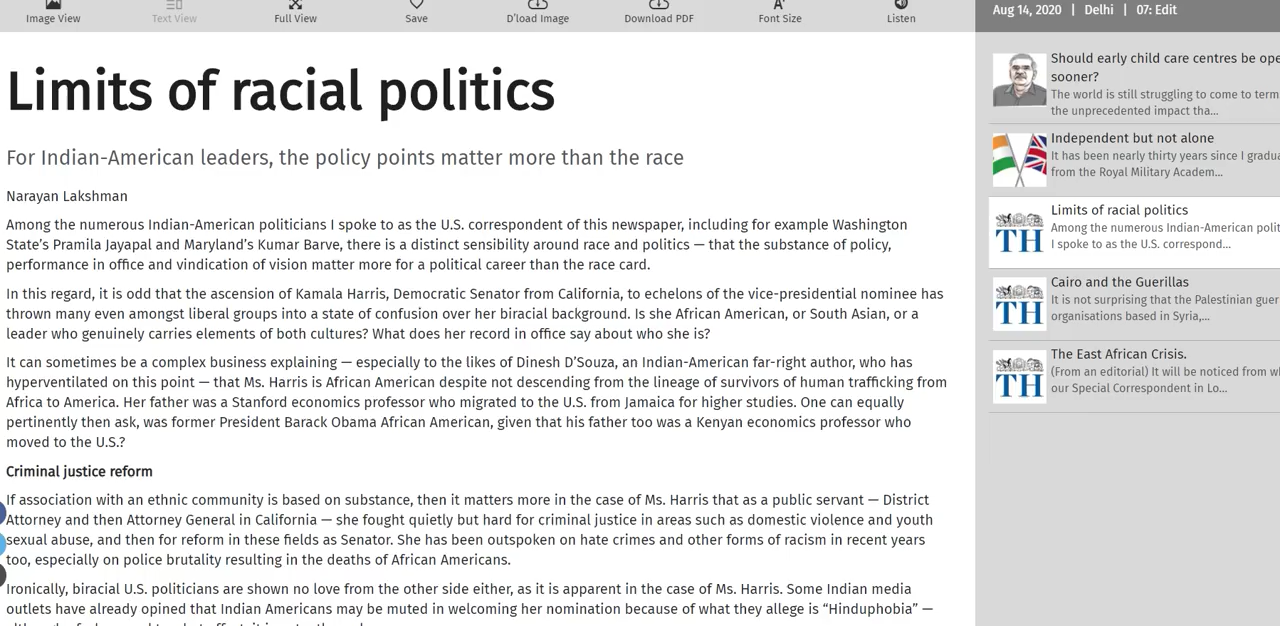 Image View
Text View
Full View
Save
D'load Image
Download PDF
Font Size
Listen
Aug 14, 2020 | Delhi | 07: Edit
Limits of racial politics
For Indian-American leaders, the policy points matter more than the race
Narayan Lakshman
Among the numerous Indian-American politicians I spoke to as the U.S. correspondent of this newspaper, including for example Washington
State's Pramila Jayapal and Maryland's Kumar Barve, there is a distinct sensibility around race and politics — that the substance of policy,
performance in office and vindication of vision matter more for a political career than the race card.
In this regard, it is odd that the ascension of Kamala Harris, Democratic Senator from California, to echelons of the vice-presidential nominee has
thrown many even amongst liberal groups into a state of confusion over her biracial background. Is she African American, or South Asian, or a
leader who genuinely carries elements of both cultures? What does her record in office say about who she is?
It can sometimes be a complex business explaining — especially to the likes of Dinesh D'Souza, an Indian-American far-right author, who has
hyperventilated on this point — that Ms. Harris is African American despite not descending from the lineage of survivors of human trafficking from
Africa to America. Her father was a Stanford economics professor who migrated to the U.S. from Jamaica for higher studies. One can equally
pertinently then ask, was former President Barack Obama African American, given that his father too was a Kenyan economics professor who
moved to the U.S.?
Criminal justice reform
If association with an ethnic community is based on substance, then it matters more in the case of Ms. Harris that as a public servant — District
Attorney and then Attorney General in California — she fought quietly but hard for criminal justice in areas such as domestic violence and youth
sexual abuse, and then for reform in these fields as Senator. She has been outspoken on hate crimes and other forms of racism in recent years
too, especially on police brutality resulting in the deaths of African Americans.
Ironically, biracial U.S. politicians are shown no love from the other side either, as it is apparent in the case of Ms. Harris. Some Indian media
outlets have already opined that Indian Americans may be muted in welcoming her nomination because of what they allege is “Hinduphobia” —
Should early child care centres be ope
sooner?
The world is still struggling to come to term
the unprecedented impact tha...
Independent but not alone
It has been nearly thirty years since I gradua
from the Royal Military Academ...
TH
Limits of racial politics
Among the numerous Indian-American polit
I spoke to as the U.S. correspond...
TH
Cairo and the Guerillas
It is not surprising that the Palestinian guer
organisations based in Syria,...
TH
The East African Crisis.
(From an editorial) It will be noticed from wh
our Special Correspondent in Lo...